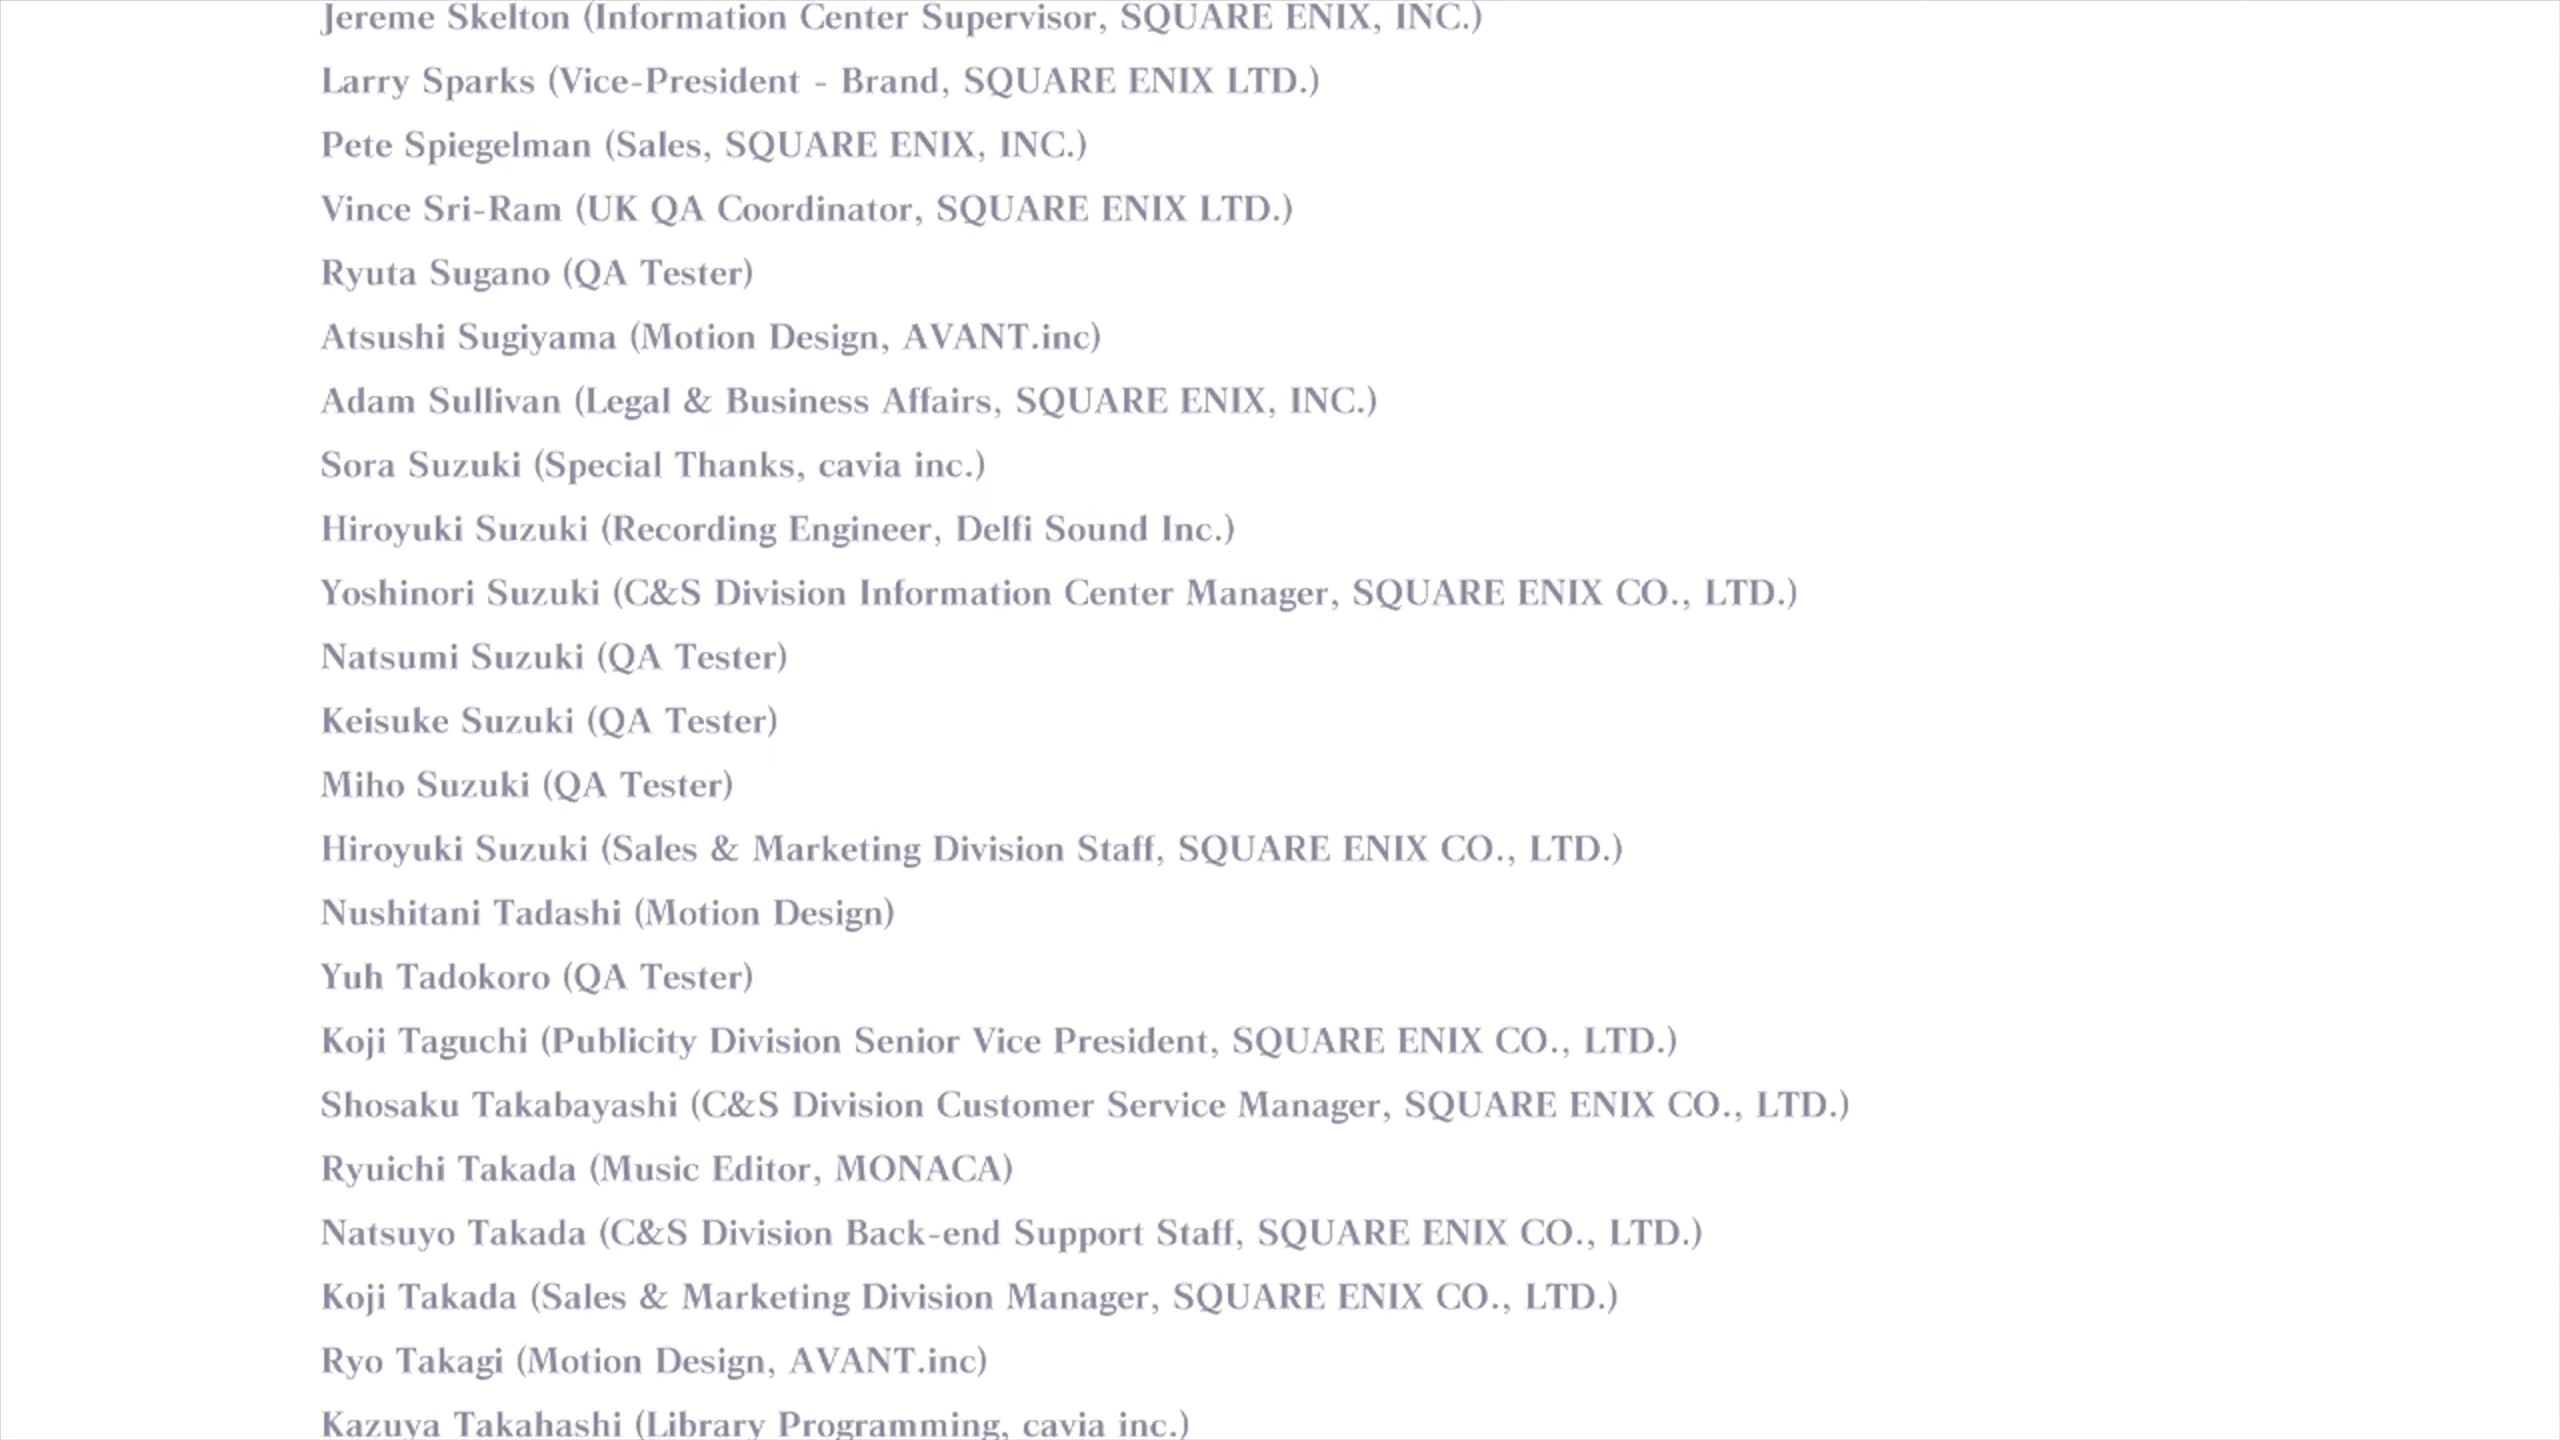 Jereme Skelton (Information Center Supervisor, SQUARE ENIX, INC.)
Larry Sparks (Vice-President - Brand, SQUARE ENIX LTD.)
Pete Spiegelman (Sales, SQUARE ENIX, INC.)
Vince Sri-Ram (UK QA Coordinator, SQUARE ENIX LTD.)
Ryuta Sugano (QA Tester)
Atsushi Sugiyama (Motion Design, AVANT.inc)
Adam Sullivan (Legal & Business Affairs, SQUARE ENIX, INC.)
Sora Suzuki (Special Thanks, cavia inc.)
Hiroyuki Suzuki (Recording Engineer, Delfi Sound Inc.)
Yoshinori Suzuki (C&S Division Information Center Manager, SQUARE ENIX CO., LTD.)
Natsumi Suzuki (QA Tester)
Keisuke Suzuki (QA Tester)
Miho Suzuki (QA Tester)
Hiroyuki Suzuki (Sales & Marketing Division Staff, SQUARE ENIX CO., LTD.)
Nushitani Tadashi (Motion Design)
Yuh Tadokoro (QA Tester)
Koji Taguchi (Publicity Division Senior Vice President, SQUARE ENIX CO., LTD.)
Shosaku Takabayashi (C&S Division Customer Service Manager, SQUARE ENIX CO., LTD.)
Ryuichi Takada (Music Editor, MONACA)
Natsuyo Takada (C&S Division Back-end Support Staff, SQUARE ENIX CO., LTD.)
Koji Takada (Sales & Marketing Division Manager, SQUARE ENIX CO., LTD.)
Ryo Takagi (Motion Design, AVANT.inc)
Kazuya Takahashi (Library Programming, cavia inc.)